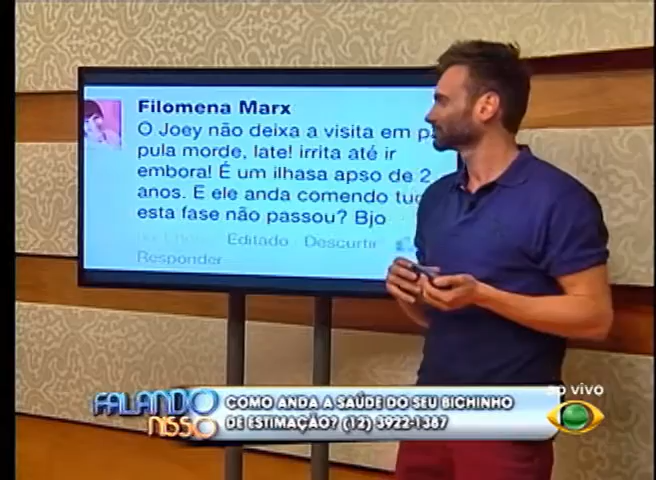 Filomena Marx
O Joey não deixa a visita em
pula morde, late! irrita até ir
embora! É um ilhasa apso de 2
anos. E ele anda comendo
esta fase não passou? Bjo
Editado Descurtir
Responder
AO VIVO
FALANDO NISSO
COMO ANDA A SAÚDE DO SEU BICHINHO
DE ESTIMAÇÃO? (12) 3922-1387